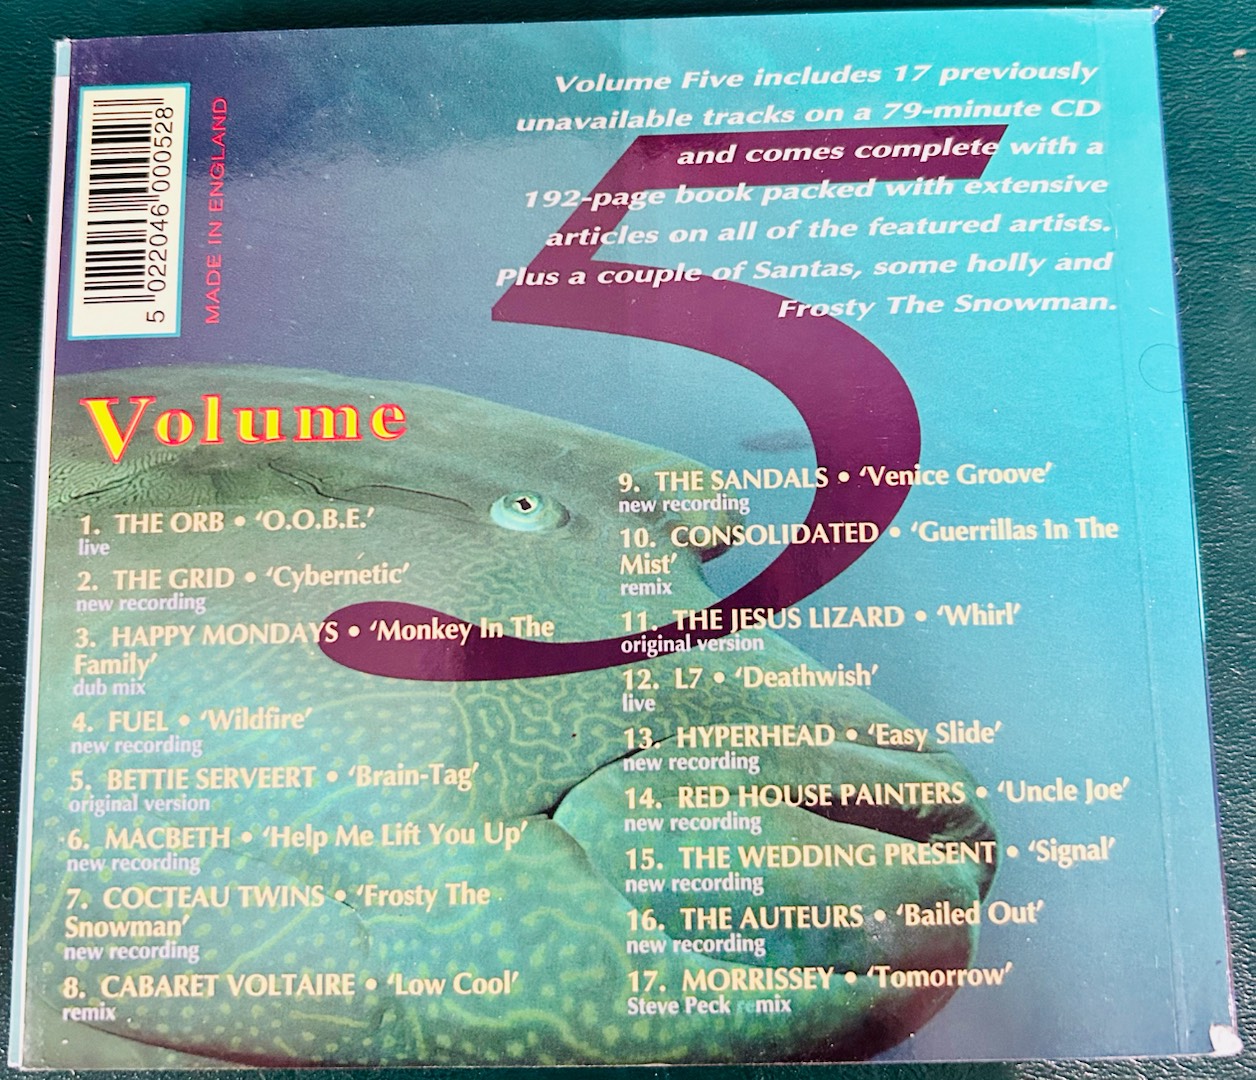 Volume Five includes 17 previously
unavailable tracks on a 79-minute CD
and comes complete with a
192-page book packed with extensive
articles on all of the featured artists.
Plus a couple of Santas, some holly and
Frosty The Snowman.
5 022046 000528
MADE IN ENGLAND
5
Volume
1. THE ORB • ‘O.O.B.E.’
live
2. THE GRID • ‘Cybernetic’
new recording
3. HAPPY MONDAYS • ‘Monkey In The
Family’
dub mix
4. FUEL • ‘Wildfire’
new recording
5. BETTIE SERVEERT • ‘Brain-Tag’
original version
6. MACBETH • ‘Help Me Lift You Up’
new recording
7. COCTEAU TWINS • ‘Frosty The
Snowman’
new recording
8. CABARET VOLTAIRE • ‘Low Cool’
remix
9. THE SANDALS • ‘Venice Groove’
new recording
10. CONSOLIDATED • ‘Guerrillas In The
Mist’
remix
11. THE JESUS LIZARD • ‘Whirl’
original version
12. L7 • ‘Deathwish’
live
13. HYPERHEAD • ‘Easy Slide’
new recording
14. RED HOUSE PAINTERS • ‘Uncle Joe’
new recording
15. THE WEDDING PRESENT • ‘Signal’
new recording
16. THE AUTEURS • ‘Bailed Out’
new recording
17. MORRISSEY • ‘Tomorrow’
Steve Peck remix